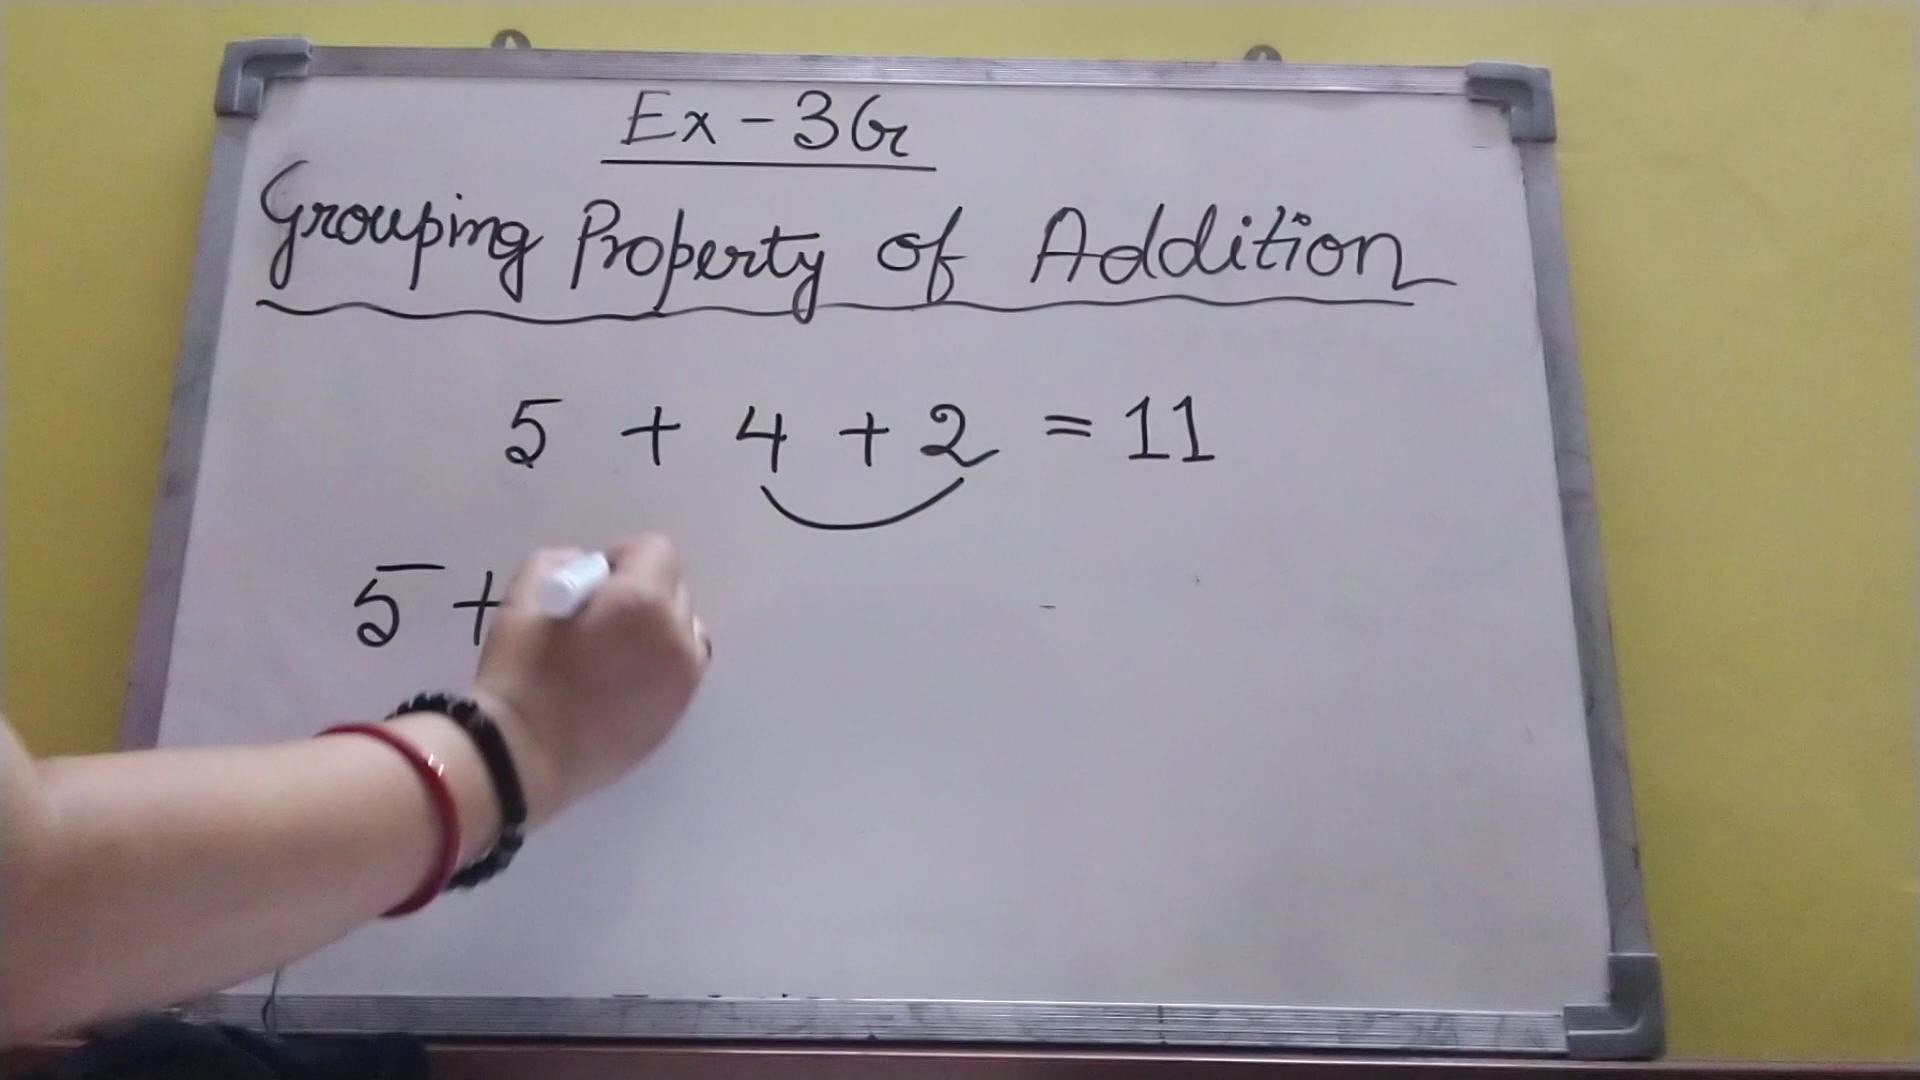 Ex - 3G
Grouping Property of Addition
5 + 4 + 2 = 11
5 +